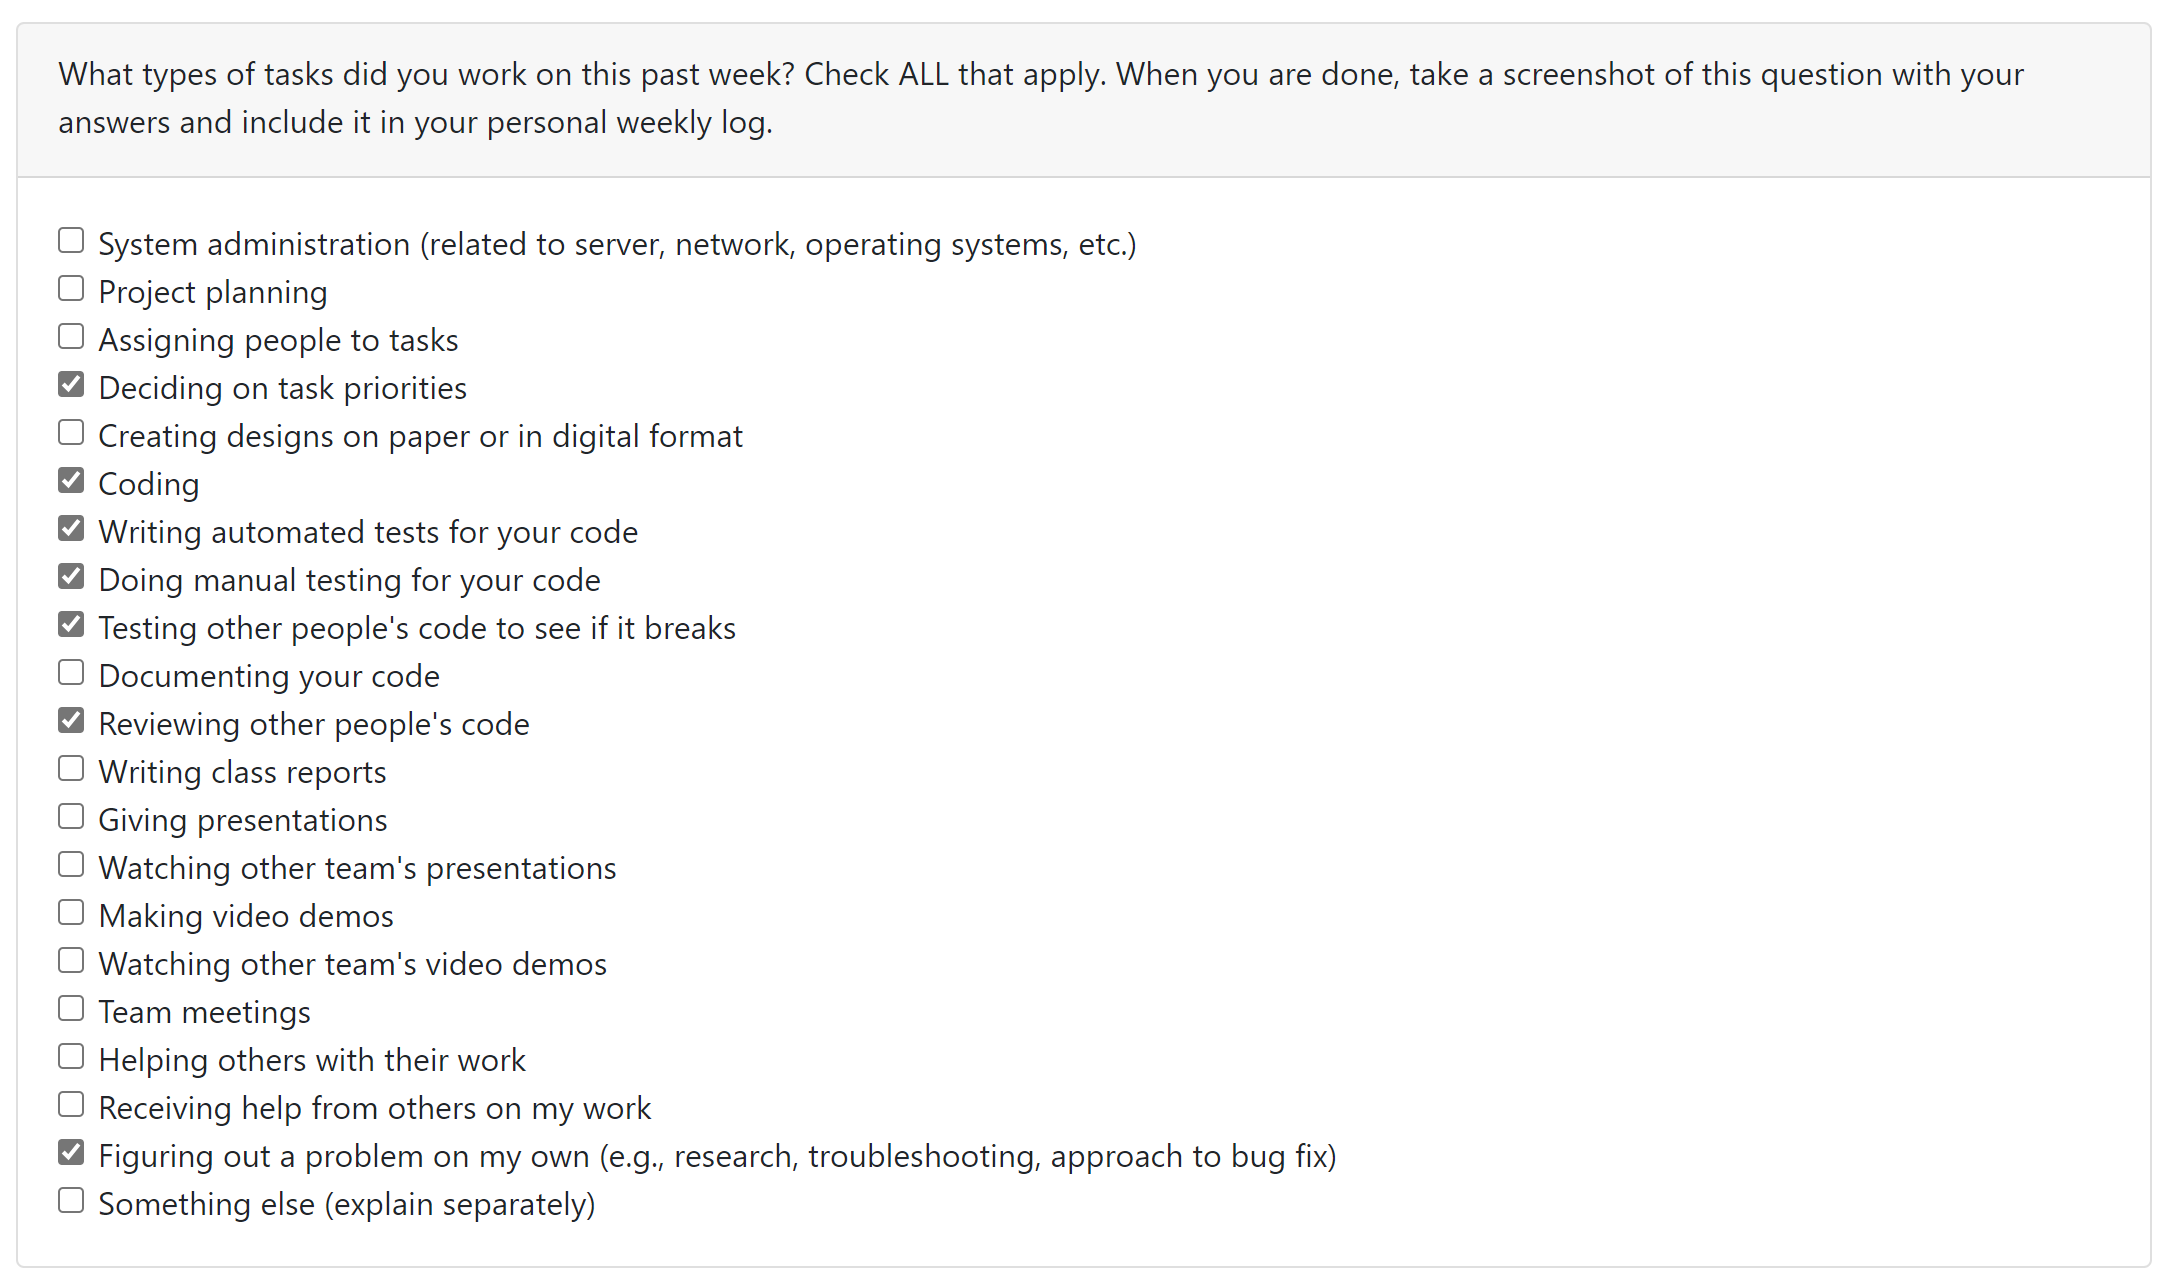 What types of tasks did you work on this past week? Check ALL that apply. When you are done, take a screenshot of this question with your
answers and include it in your personal weekly log.
System administration (related to server, network, operating systems, etc.)
Project planning
Assigning people to tasks
Deciding on task priorities
Creating designs on paper or in digital format
Coding
Writing automated tests for your code
Doing manual testing for your code
Testing other people's code to see if it breaks
Documenting your code
Reviewing other people's code
Writing class reports
Giving presentations
Watching other team's presentations
Making video demos
Watching other team's video demos
Team meetings
Helping others with their work
Receiving help from others on my work
Figuring out a problem on my own (e.g., research, troubleshooting, approach to bug fix)
Something else (explain separately)